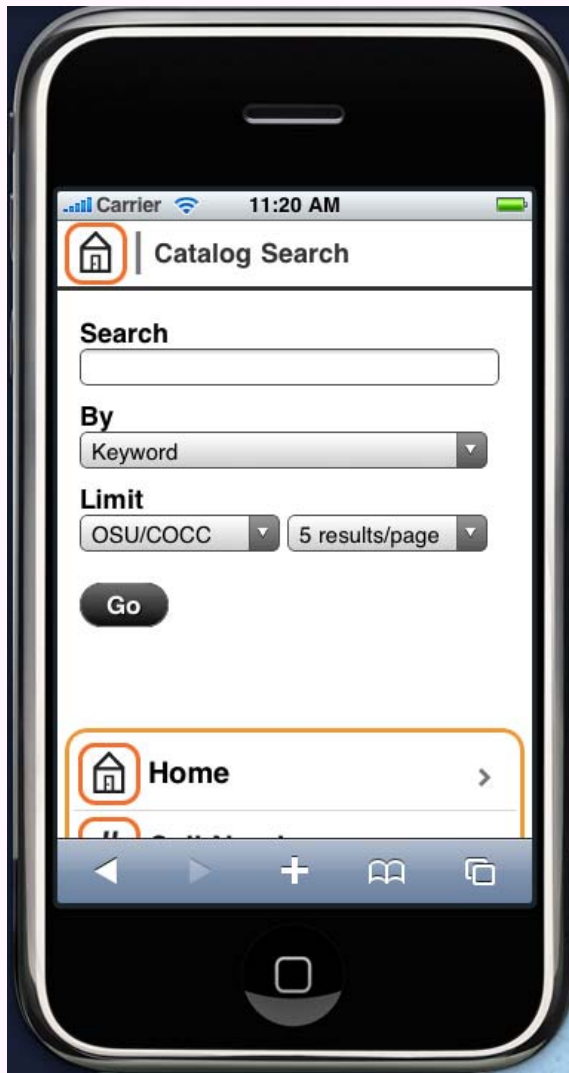 Carrier 11:20 AM
Catalog Search
Search
By
Keyword
Limit
OSU/COCC 5 results/page
Go
Home